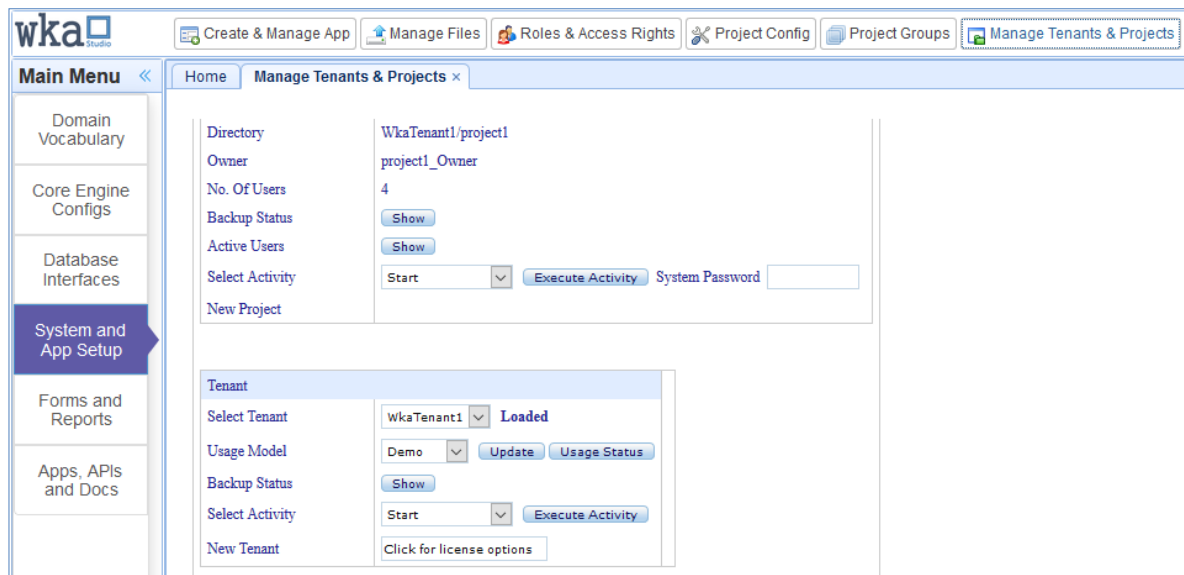 wka Studio
Create & Manage App Manage Files Roles & Access Rights Project Config Project Groups Manage Tenants & Projects
Main Menu « Home Manage Tenants & Projects ×
Domain
Vocabulary
Core Engine
Configs
Database
Interfaces
System and
App Setup
Forms and
Reports
Apps, APIs
and Docs
Directory WkaTenant1/project1
Owner project1_Owner
No. Of Users 4
Backup Status Show
Active Users Show
Select Activity Start Execute Activity System Password
New Project
Tenant
Select Tenant WkaTenant1 Loaded
Usage Model Demo Update Usage Status
Backup Status Show
Select Activity Start Execute Activity
New Tenant Click for license options